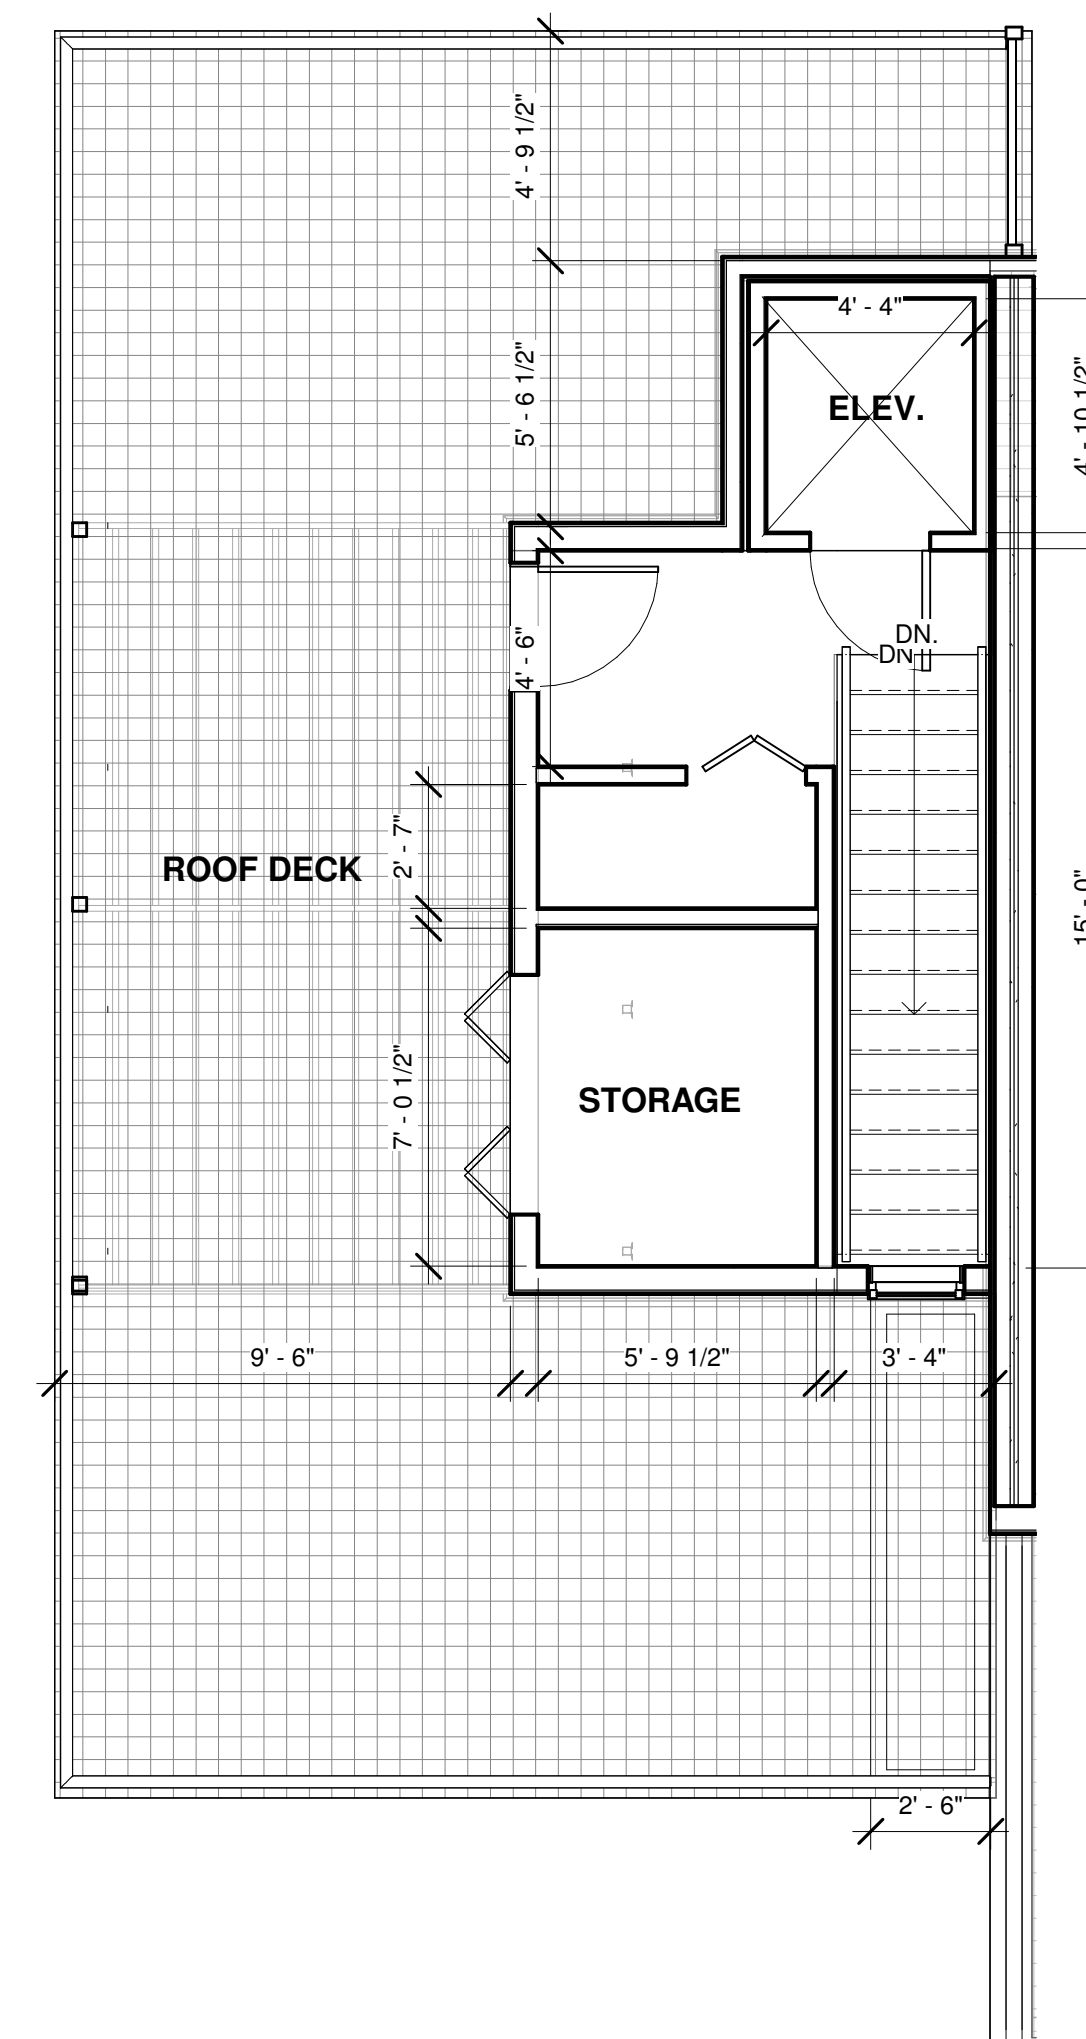 4' - 9 1/2"
4' - 4"
5' - 6 1/2"
4' - 10 1/2"
ELEV.
DN.
DN
4' - 6"
2' - 7"
ROOF DECK
15' - 0"
7' - 0 1/2"
STORAGE
9' - 6"
5' - 9 1/2"
3' - 4"
2' - 6"